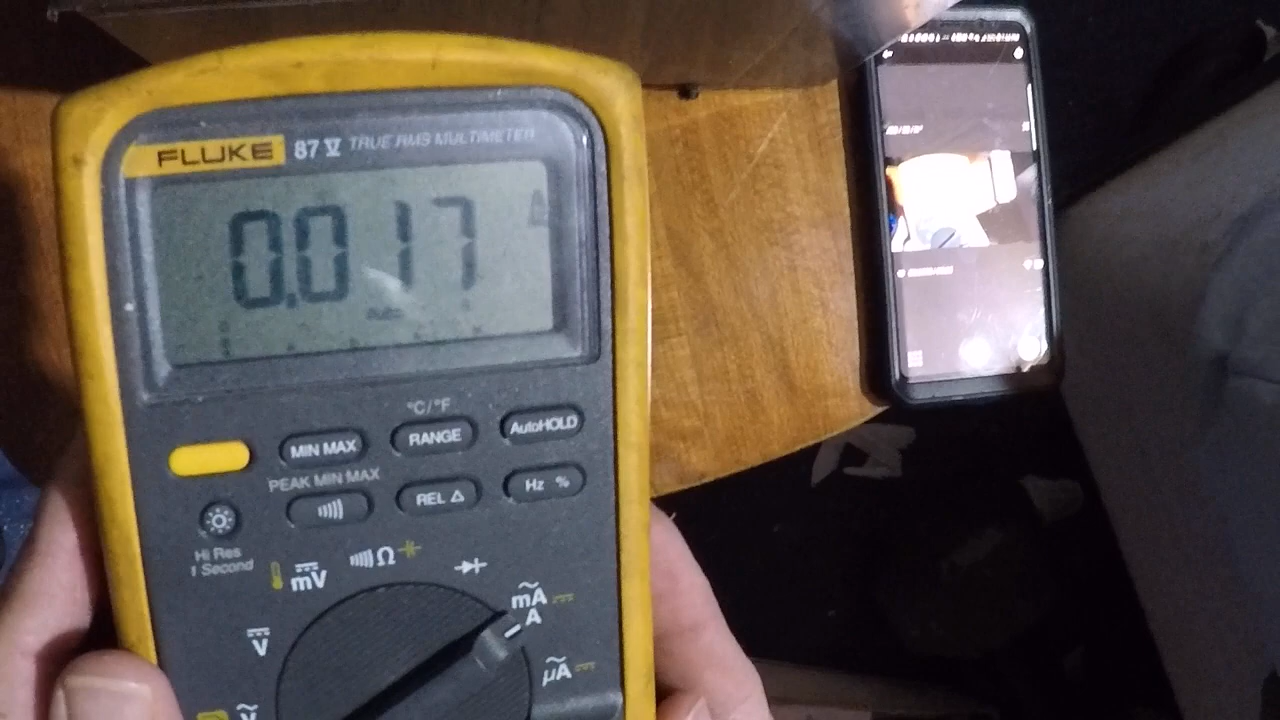 FLUKE 87 V TRUE RMS MULTIMETER
0.017
A
Auto
°C/°F
MIN MAX RANGE AutoHOLD
PEAK MIN MAX
REL Δ Hz %
Hi Res
1 Second
mV Ω mA
A
V µA
V